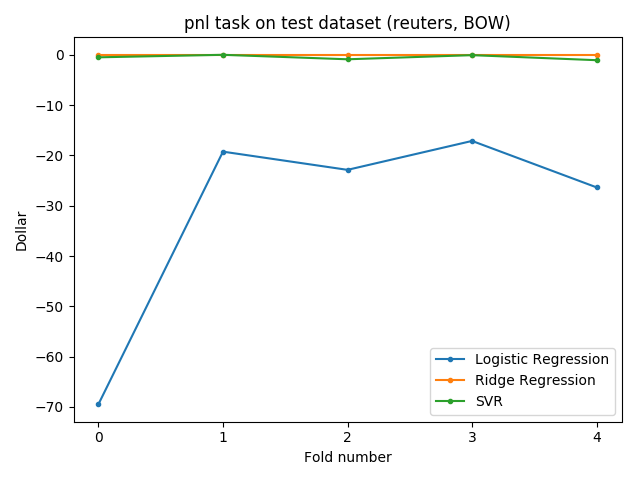 pnl task on test dataset (reuters, BOW)
0
−10
−20
−30
−40
−50
−60
−70
Dollar
Logistic Regression
Ridge Regression
SVR
0 1 2 3 4
Fold number